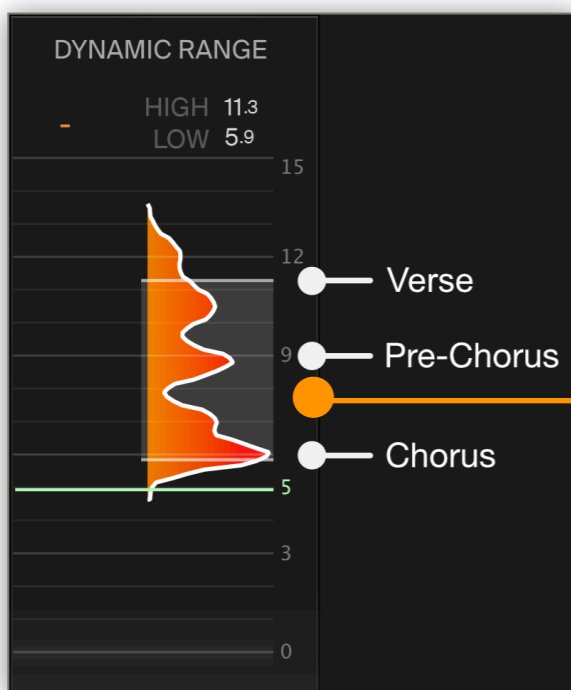 DYNAMIC RANGE
- HIGH 11.3
LOW 5.9
15
12
Verse
9 Pre-Chorus
Chorus
5
3
0